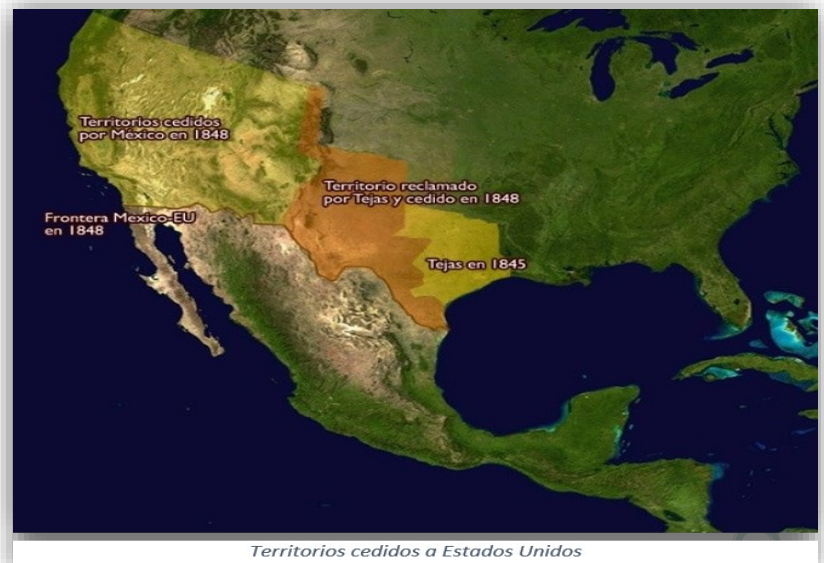 Territorios cedidos
por México en 1848
Territorio reclamado
por Tejas y cedido en 1848
Frontera Mexico-EU
en 1848
Tejas en 1845
Territorios cedidos a Estados Unidos